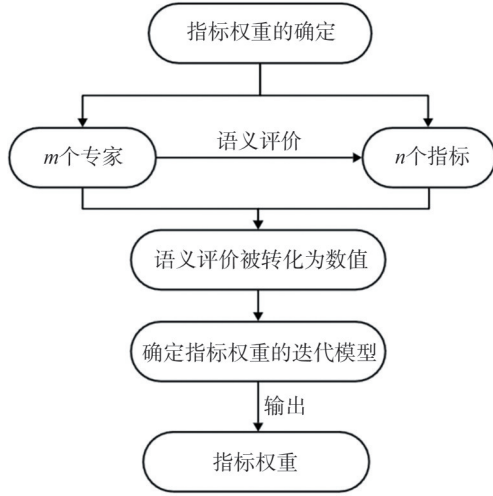 指标权重的确定
语义评价
m个专家
n个指标
语义评价被转化为数值
确定指标权重的迭代模型
输出
指标权重